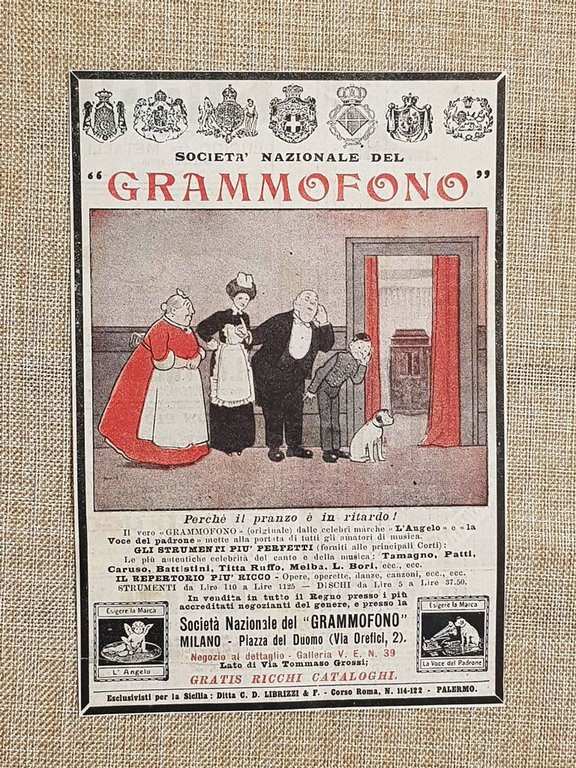 SOCIETA' NAZIONALE DEL
"GRAMMOFONO"
Perchè il pranzo è in ritardo!
Il vero «GRAMMOFONO» (originale) dalle celebri marche «L'Angelo» e «la
Voce del padrone» mette alla portata di tutti gli amatori di musica.
GLI STRUMENTI PIU' PERFETTI (forniti alle principali Corti):
Le più autentiche celebrità del canto e della musica: Tamagno, Patti,
Caruso, Battistini, Titta Ruffo, Melba, L. Bori, ecc., ecc.
IL REPERTORIO PIU' RICCO - Opere, operette, danze, canzoni, ecc., ecc.
STRUMENTI da Lire 110 a Lire 1125 — DISCHI da Lire 5 a Lire 37.50.
In vendita in tutto il Regno presso i più
accreditati negozianti del genere, e presso la
Società Nazionale del "GRAMMOFONO"
MILANO - Piazza del Duomo (Via Orefici, 2).
Negozio al dettaglio - Galleria V. E. N. 39
Lato di Via Tommaso Grossi;
GRATIS RICCHI CATALOGHI.
Esigere la Marca
L'Angelo
Esigere la Marca
La Voce del Padrone
Esclusivisti per la Sicilia: Ditta C. D. LIBRIZZI & F. - Corso Roma, N. 114-122 - PALERMO.